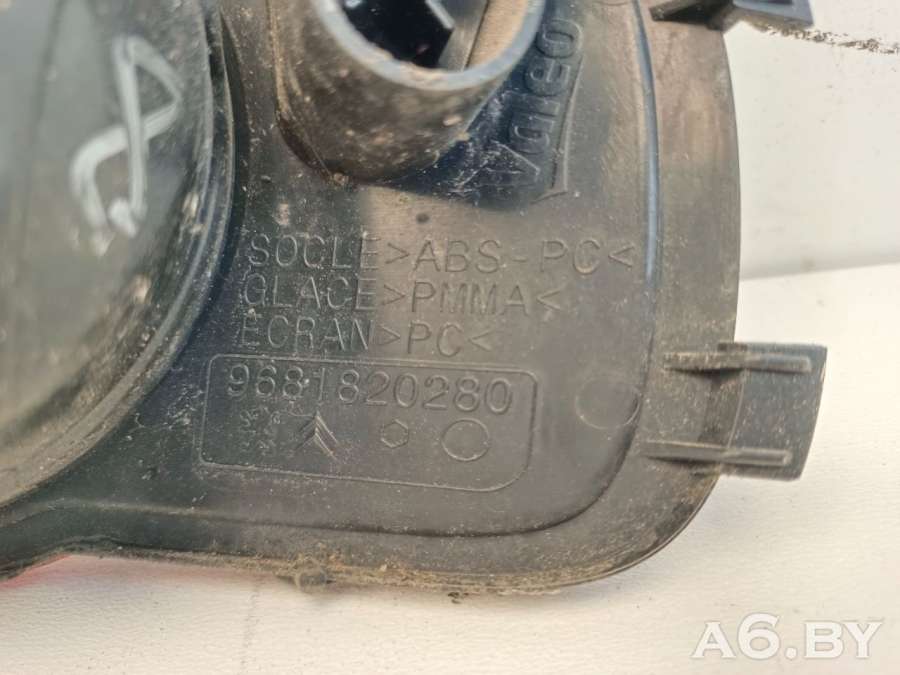 Valeo
SOCLE>ABS-PC<
GLACE>PMMA<
ECRAN>PC<
9681820280
A6.BY